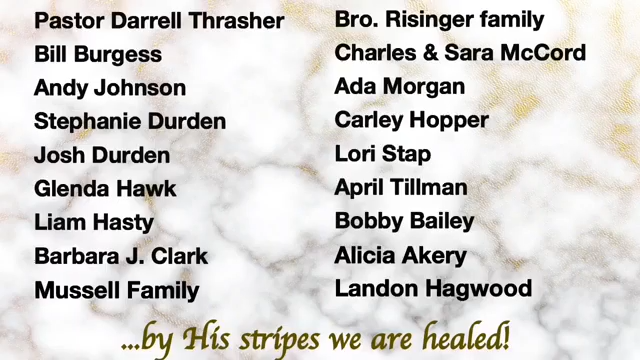 Pastor Darrell Thrasher
Bill Burgess
Andy Johnson
Stephanie Durden
Josh Durden
Glenda Hawk
Liam Hasty
Barbara J. Clark
Mussell Family
Bro. Risinger family
Charles & Sara McCord
Ada Morgan
Carley Hopper
Lori Stap
April Tillman
Bobby Bailey
Alicia Akery
Landon Hagwood
...by His stripes we are healed!